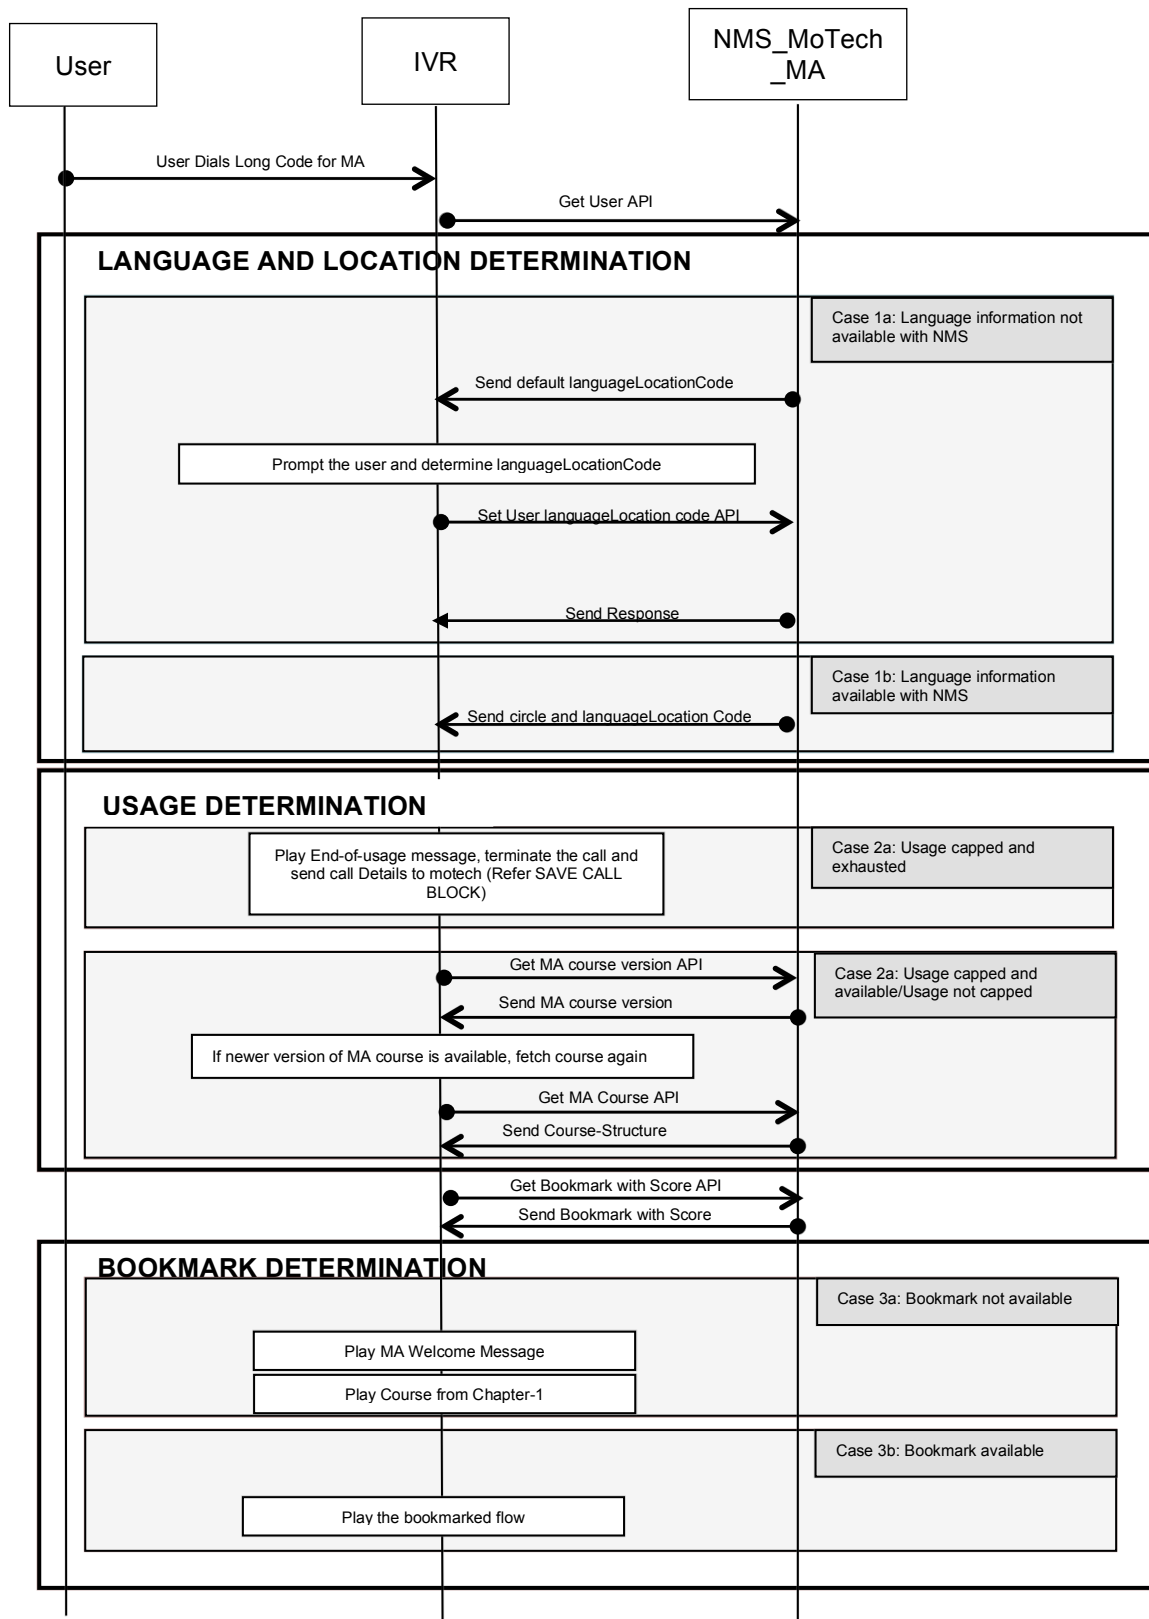 User
IVR
NMS_MoTech
_MA
User Dials Long Code for MA
Get User API
LANGUAGE AND LOCATION DETERMINATION
Case 1a: Language information not
available with NMS
Send default languageLocationCode
Prompt the user and determine languageLocationCode
Set User languageLocation code API
Send Response
Case 1b: Language information
available with NMS
Send circle and languageLocation Code
USAGE DETERMINATION
Case 2a: Usage capped and
exhausted
Play End-of-usage message, terminate the call and
send call Details to motech (Refer SAVE CALL
BLOCK)
Get MA course version API
Case 2a: Usage capped and
available/Usage not capped
Send MA course version
If newer version of MA course is available, fetch course again
Get MA Course API
Send Course-Structure
Get Bookmark with Score API
Send Bookmark with Score
BOOKMARK DETERMINATION
Case 3a: Bookmark not available
Play MA Welcome Message
Play Course from Chapter-1
Case 3b: Bookmark available
Play the bookmarked flow